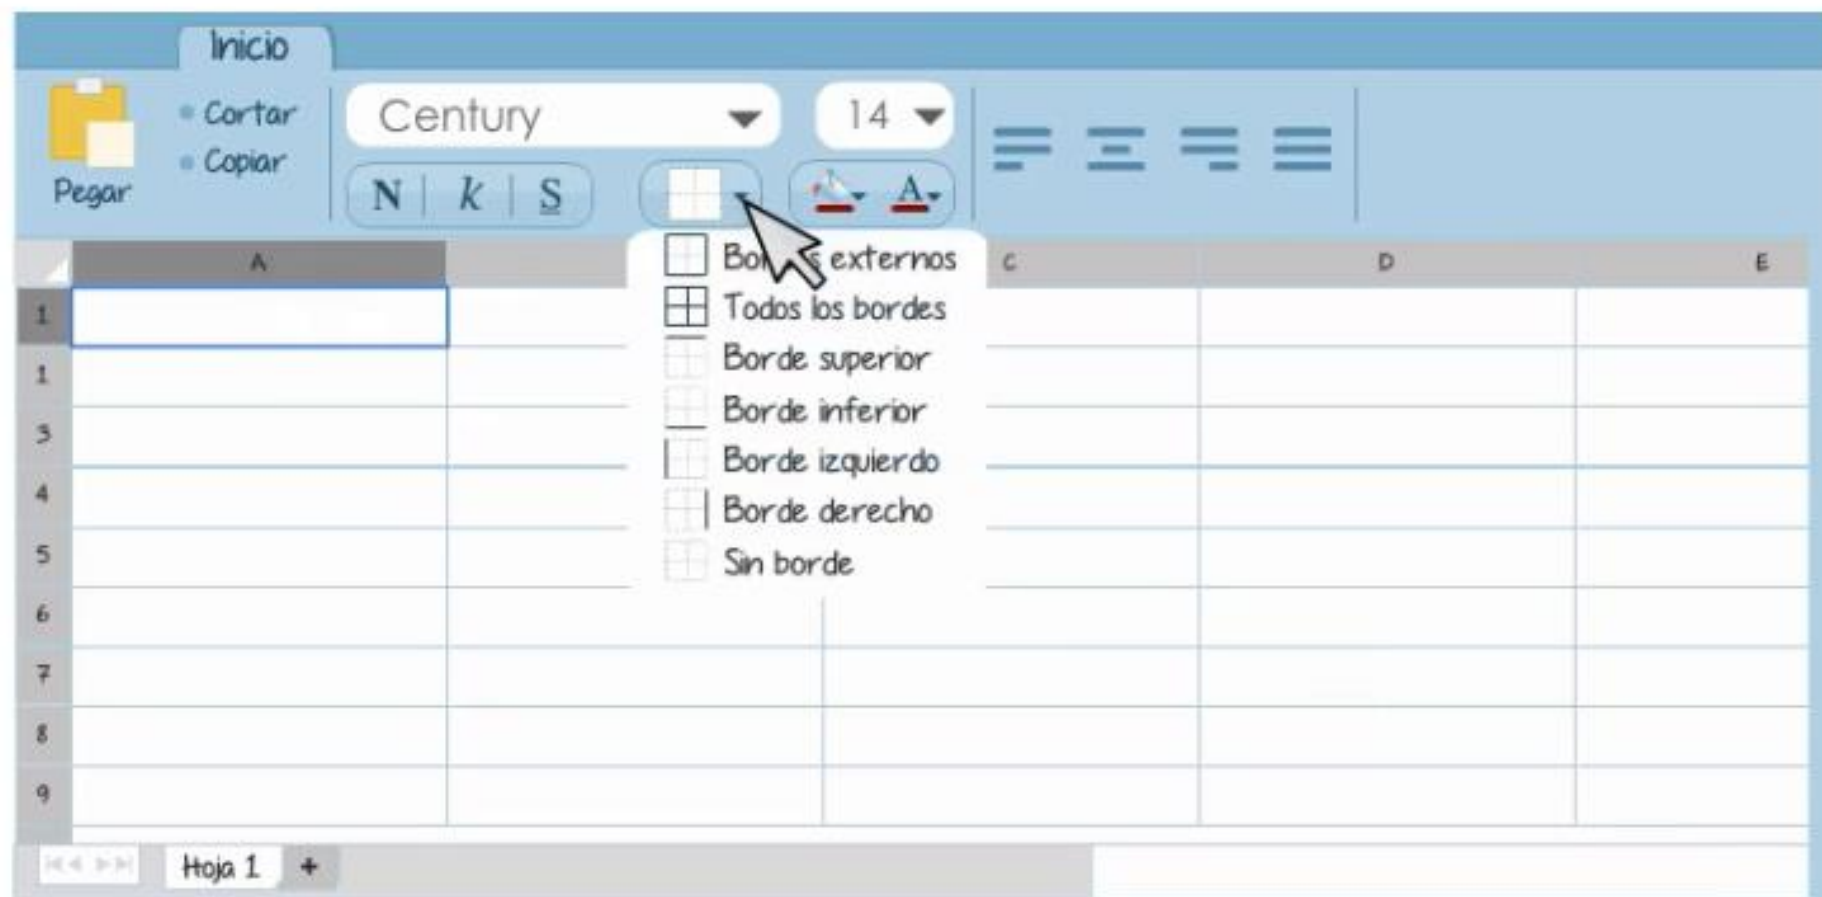 Inicio
Cortar
Copiar
Pegar
Century
14
N k S
A
A C D E
1
1
3
4
5
6
7
8
9
externos
Todos los bordes
Borde superior
Borde inferior
Borde izquierdo
Borde derecho
Sin borde
Hoja 1 +